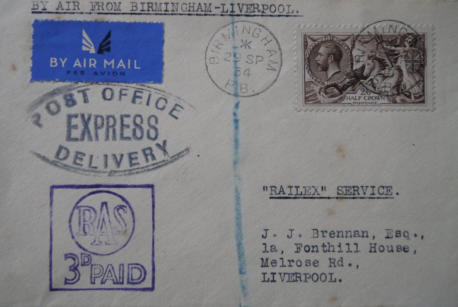 BY AIR FROM BIRMINGHAM-LIVERPOOL.
BY AIR MAIL
PAR AVION
POST OFFICE
EXPRESS
DELIVERY
RAS
3D PAID
BIRMINGHAM
29 SP
34
P.B.
HALF CROWN
"RAILEX" SERVICE.
J. J. Brennan, Esq.,
1a, Fonthill House,
Melrose Rd.,
LIVERPOOL.